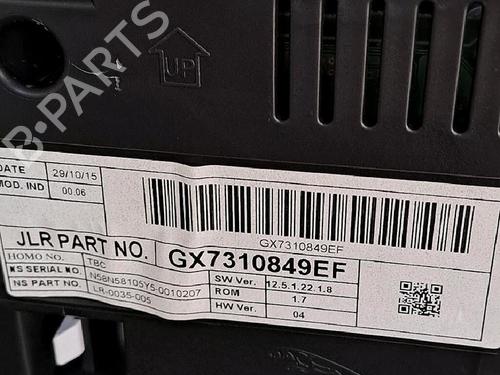 B-PARTS
UP
DATE 29/10/15
MOD. IND 00.06
GX7310849EF
JLR PART NO. GX7310849EF
HOMO NO. TBC
NS SERIAL NO. N58N58105Y5-0010207
NS PART NO. LR-0035-005
SW Ver. 12.5.1.22.1.8
ROM 1.7
HW Ver. 04